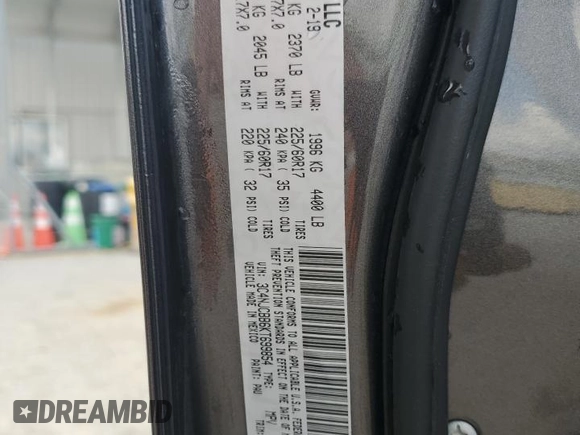 LLC
2-19
GVWR: 1996 KG 4400 LB
KG 2370 LB WITH 225/60R17 TIRES
7X7.0 RIMS AT 240 KPA ( 35 PSI) COLD
KG 2045 LB WITH 225/60R17 TIRES
7X7.0 RIMS AT 220 KPA ( 32 PSI) COLD
THIS VEHICLE CONFORMS TO ALL APPLICABLE U.S.A. FEDER
THEFT PREVENTION STANDARDS IN EFFECT ON THE DATE OF M
VIN: 3C4NJCBB6KT699854 TYPE: MPV
MADE IN MEXICO
PAINT: PAU TRIM:
DREAMBID